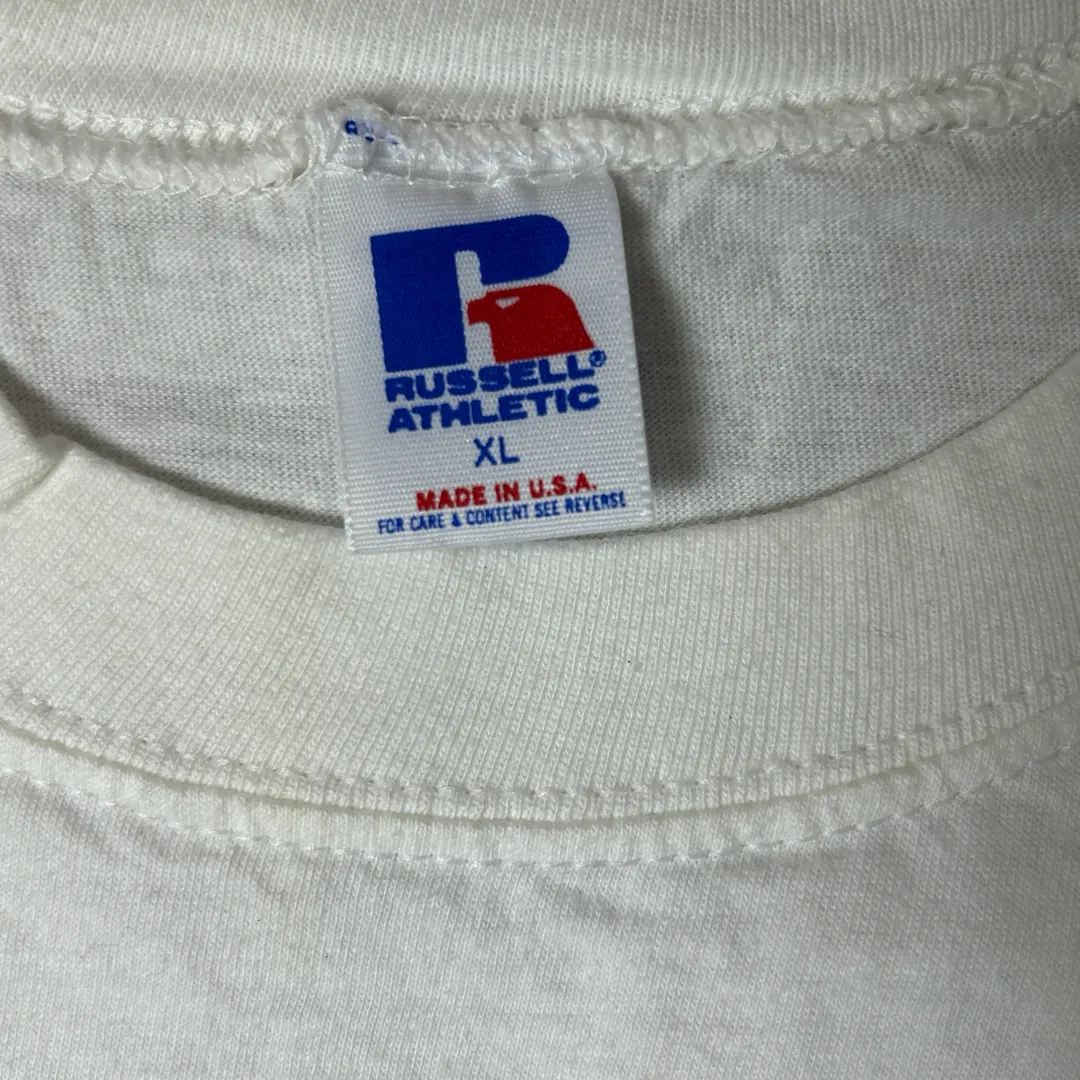 R
RUSSELL®
ATHLETIC
XL
MADE IN U.S.A.
FOR CARE & CONTENT SEE REVERSE